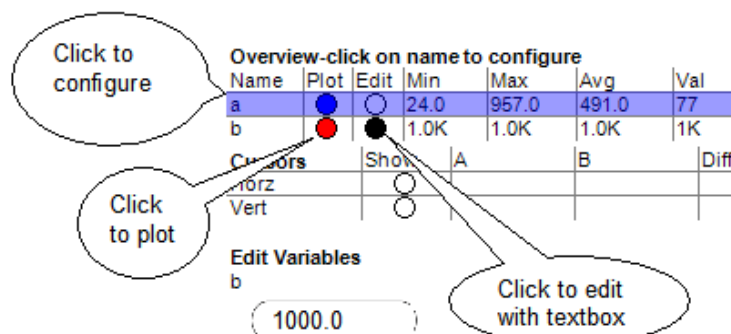 Click to
configure
Overview-click on name to configure
Name Plot Edit Min Max Avg Val
a 24.0 957.0 491.0 77
b 1.0K 1.0K 1.0K 1K
Cursors Show A B Diff
Horz
Vert
Click
to plot
Edit Variables
b
1000.0
Click to edit
with textbox